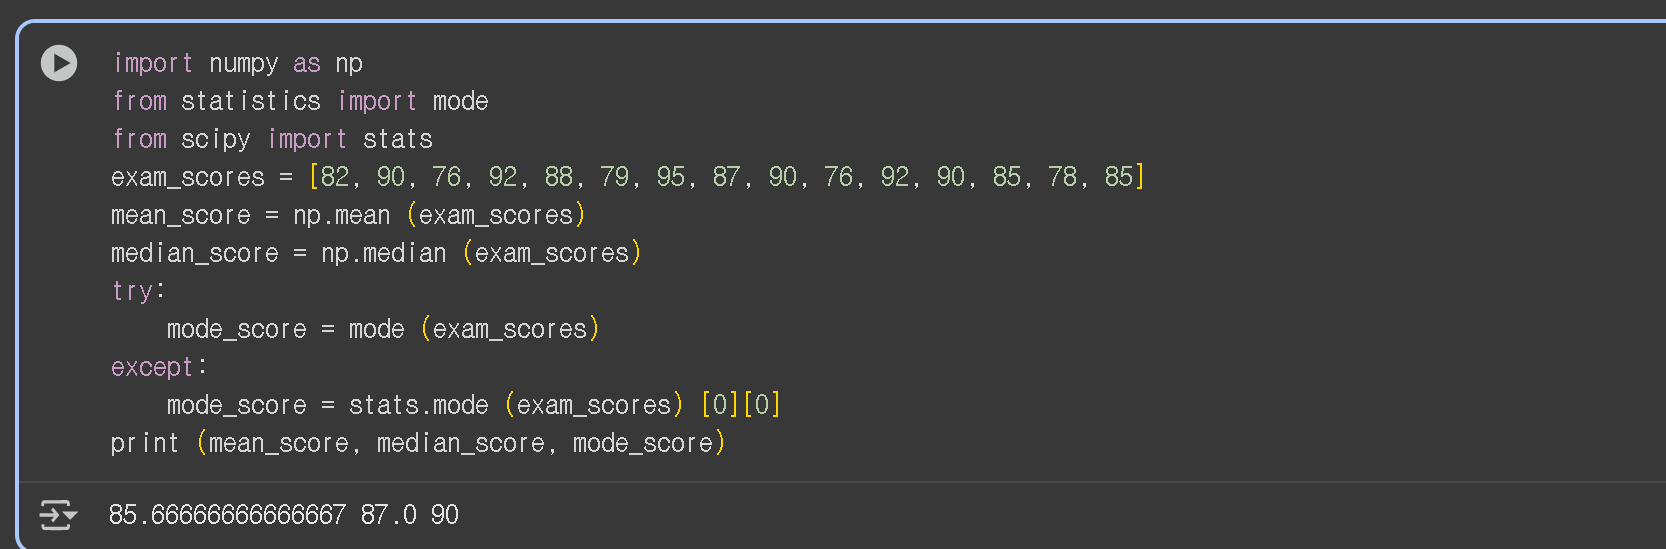 import numpy as np
from statistics import mode
from scipy import stats
exam_scores = [82, 90, 76, 92, 88, 79, 95, 87, 90, 76, 92, 90, 85, 78, 85]
mean_score = np.mean (exam_scores)
median_score = np.median (exam_scores)
try:
    mode_score = mode (exam_scores)
except:
    mode_score = stats.mode (exam_scores) [0][0]
print (mean_score, median_score, mode_score)
85.66666666666667 87.0 90